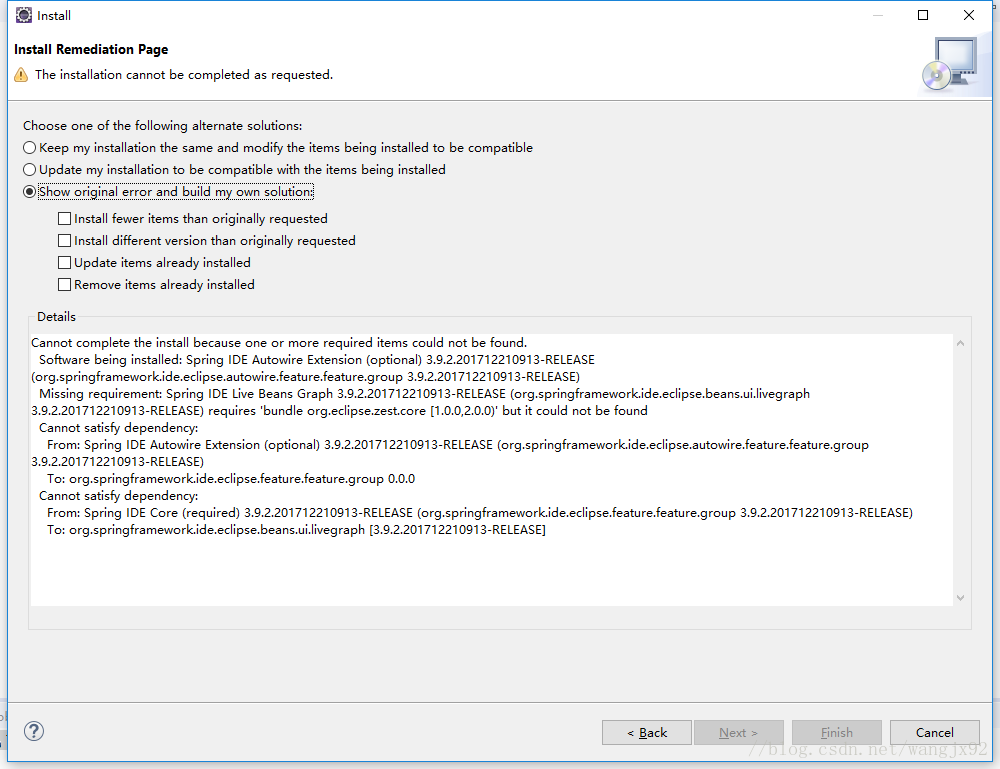 Install
Install Remediation Page
The installation cannot be completed as requested.
Choose one of the following alternate solutions:
Keep my installation the same and modify the items being installed to be compatible
Update my installation to be compatible with the items being installed
Show original error and build my own solution:
Install fewer items than originally requested
Install different version than originally requested
Update items already installed
Remove items already installed
Details
Cannot complete the install because one or more required items could not be found.
Software being installed: Spring IDE Autowire Extension (optional) 3.9.2.201712210913-RELEASE
(org.springframework.ide.eclipse.autowire.feature.feature.group 3.9.2.201712210913-RELEASE)
Missing requirement: Spring IDE Live Beans Graph 3.9.2.201712210913-RELEASE (org.springframework.ide.eclipse.beans.ui.livegraph
3.9.2.201712210913-RELEASE) requires 'bundle org.eclipse.zest.core [1.0.0,2.0.0)' but it could not be found
Cannot satisfy dependency:
From: Spring IDE Autowire Extension (optional) 3.9.2.201712210913-RELEASE (org.springframework.ide.eclipse.autowire.feature.feature.group
3.9.2.201712210913-RELEASE)
To: org.springframework.ide.eclipse.feature.feature.group 0.0.0
Cannot satisfy dependency:
From: Spring IDE Core (required) 3.9.2.201712210913-RELEASE (org.springframework.ide.eclipse.feature.feature.group 3.9.2.201712210913-RELEASE)
To: org.springframework.ide.eclipse.beans.ui.livegraph [3.9.2.201712210913-RELEASE]
?
< Back
Next >
Finish
Cancel
//blog.csdn.net/wangjx92